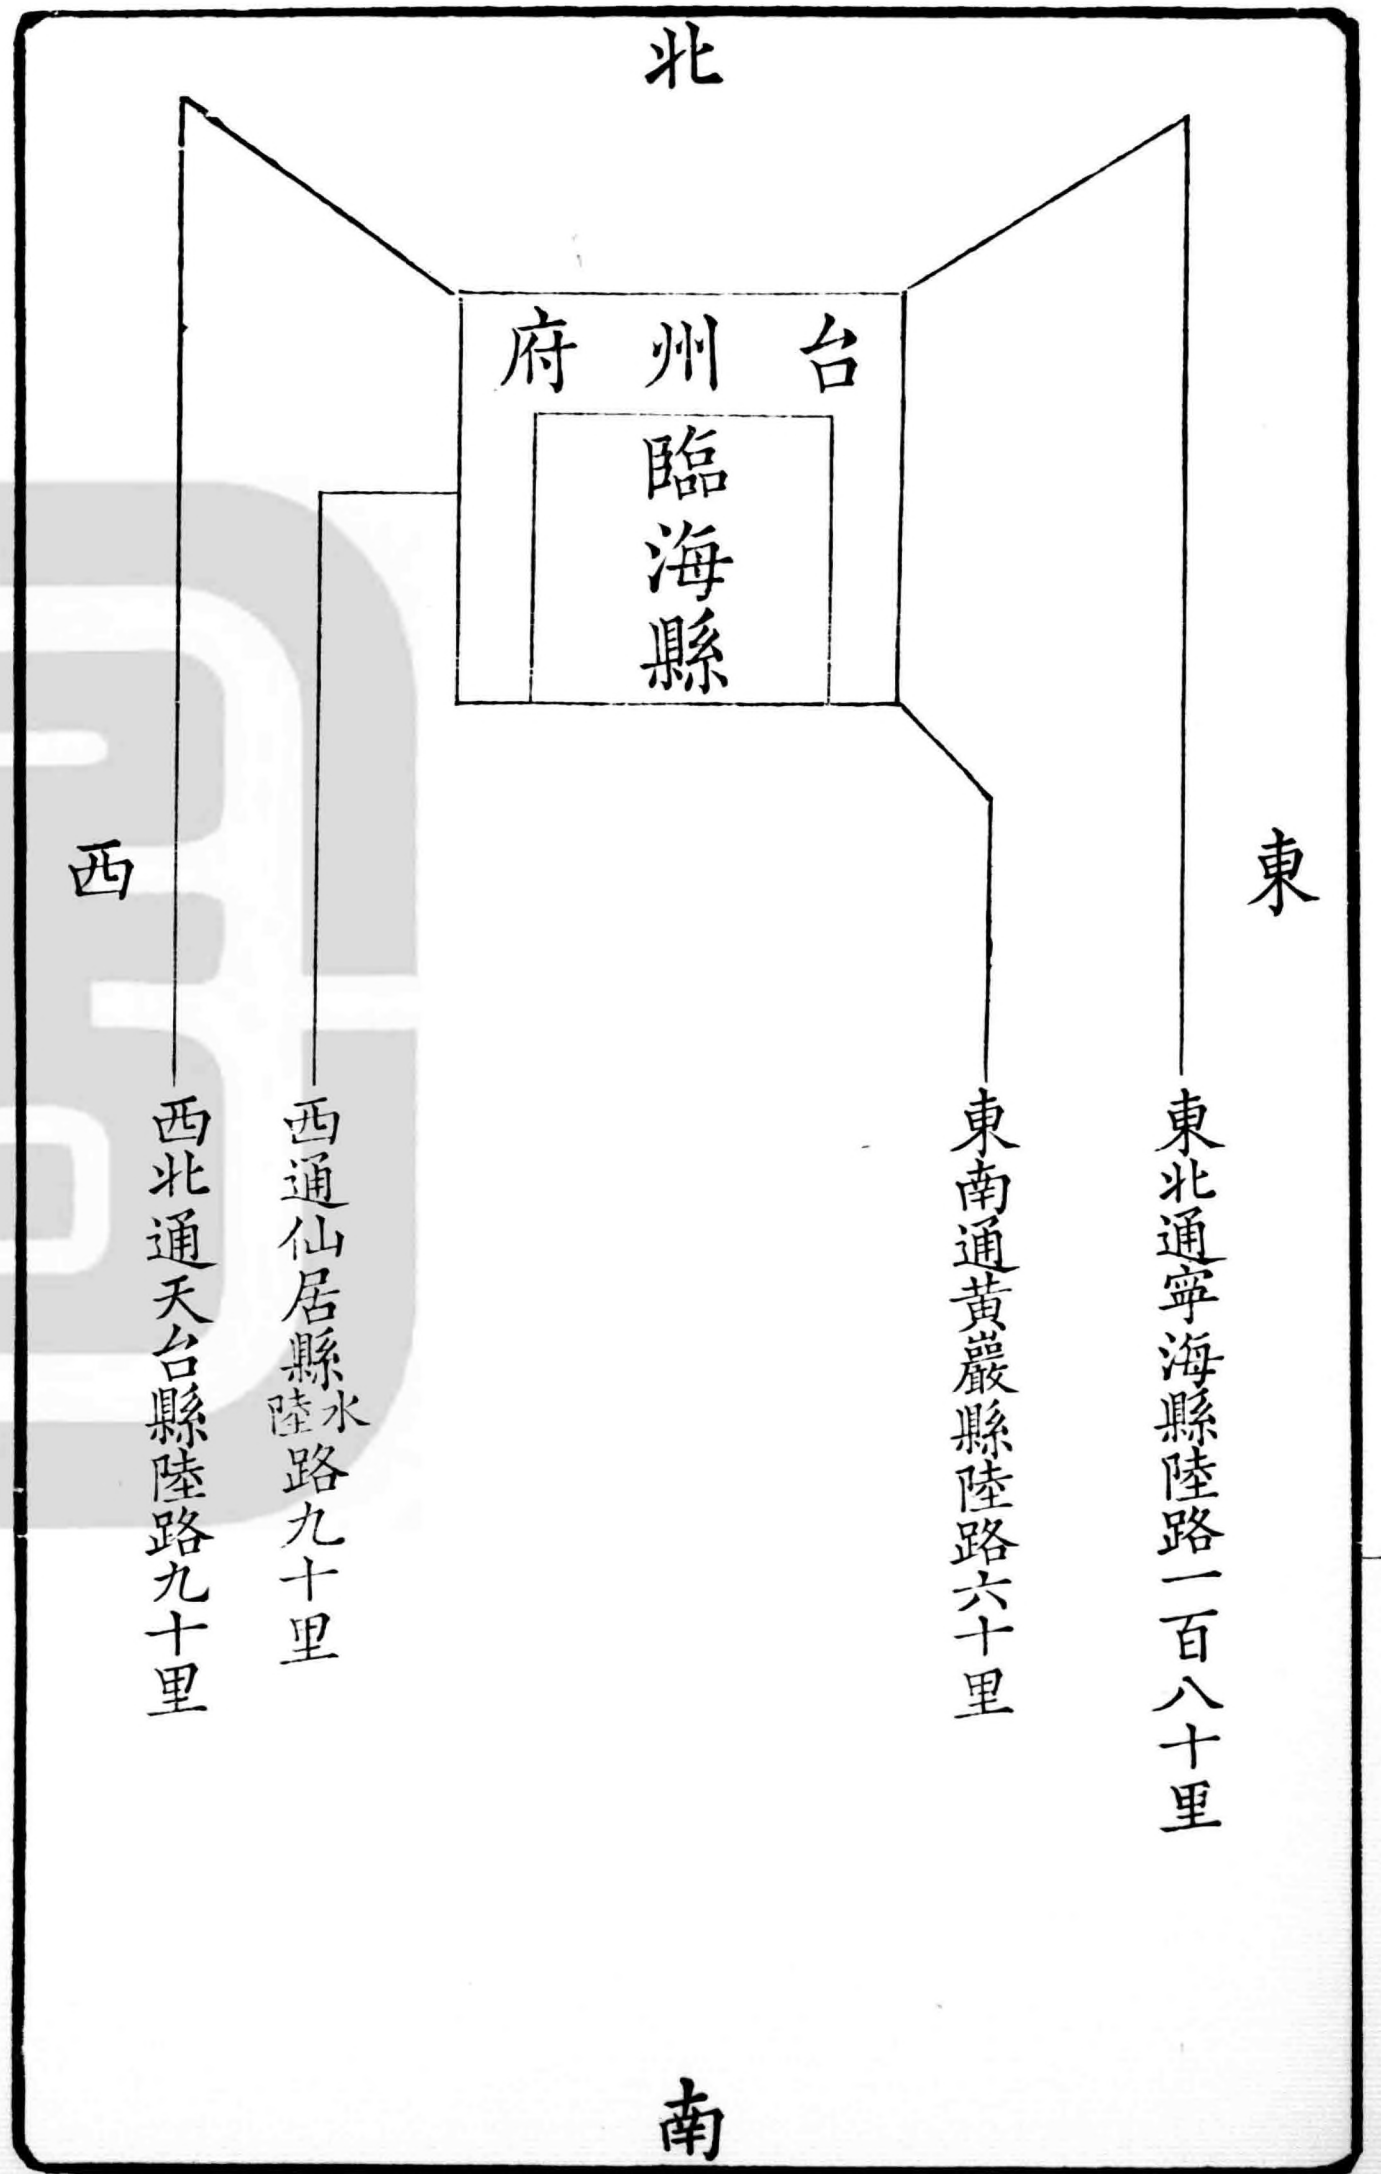 北
台州府
臨海縣
東
西
東北通寧海縣陸路一百八十里
東南通黄巖縣陸路六十里
西通仙居縣水陸路九十里
西北通天台縣陸路九十里
南